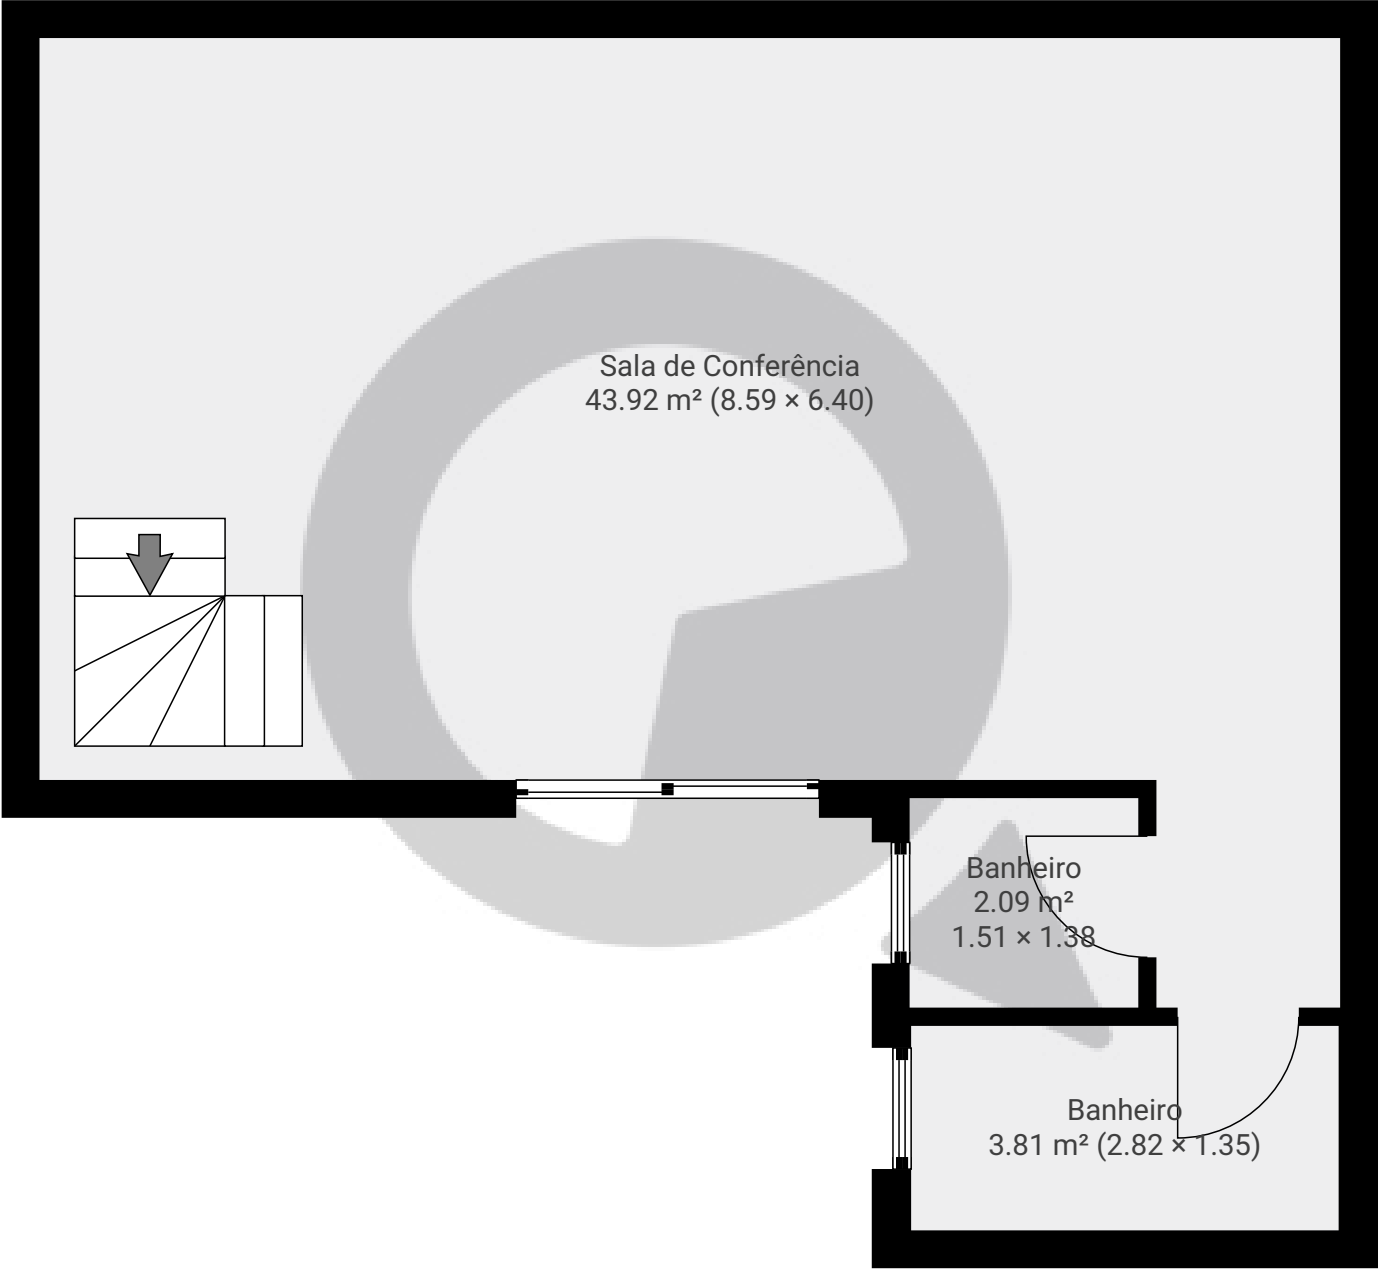 Sala de Conferência
43.92 m² (8.59 × 6.40)
Banheiro
2.09 m²
1.51 × 1.38
Banheiro
3.81 m² (2.82 × 1.35)